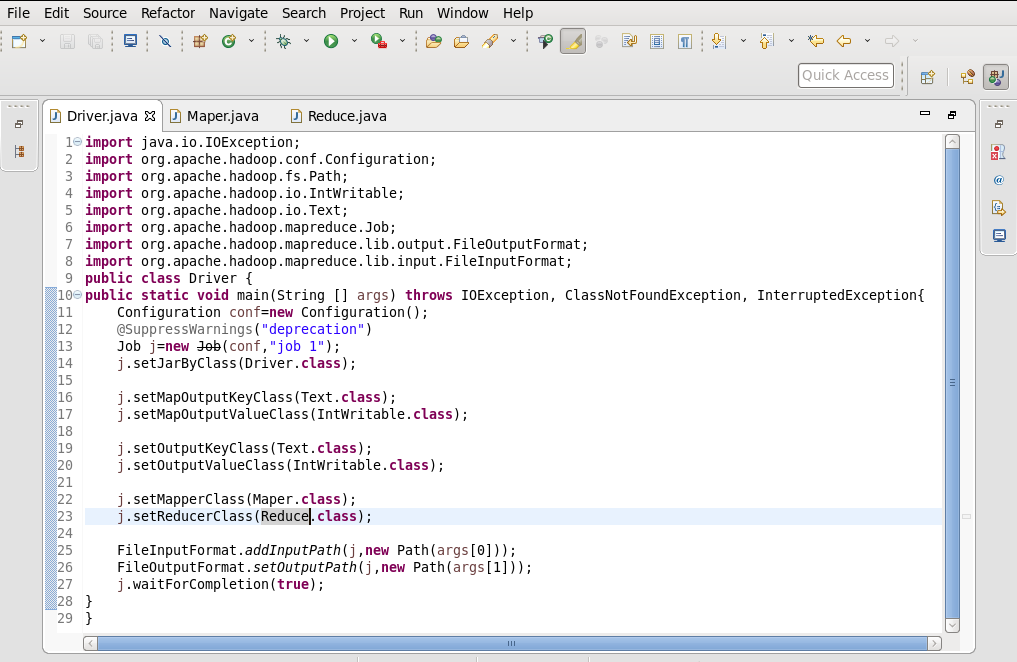 File Edit Source Refactor Navigate Search Project Run Window Help
Quick Access
Driver.java Maper.java Reduce.java
1 import java.io.IOException;
2 import org.apache.hadoop.conf.Configuration;
3 import org.apache.hadoop.fs.Path;
4 import org.apache.hadoop.io.IntWritable;
5 import org.apache.hadoop.io.Text;
6 import org.apache.hadoop.mapreduce.Job;
7 import org.apache.hadoop.mapreduce.lib.output.FileOutputFormat;
8 import org.apache.hadoop.mapreduce.lib.input.FileInputFormat;
9 public class Driver {
10 public static void main(String [] args) throws IOException, ClassNotFoundException, InterruptedException{
11 Configuration conf=new Configuration();
12 @SuppressWarnings("deprecation")
13 Job j=new Job(conf,"job 1");
14 j.setJarByClass(Driver.class);
15
16 j.setMapOutputKeyClass(Text.class);
17 j.setMapOutputValueClass(IntWritable.class);
18
19 j.setOutputKeyClass(Text.class);
20 j.setOutputValueClass(IntWritable.class);
21
22 j.setMapperClass(Maper.class);
23 j.setReducerClass(Reduce.class);
24
25 FileInputFormat.addInputPath(j,new Path(args[0]));
26 FileOutputFormat.setOutputPath(j,new Path(args[1]));
27 j.waitForCompletion(true);
28 }
29 }